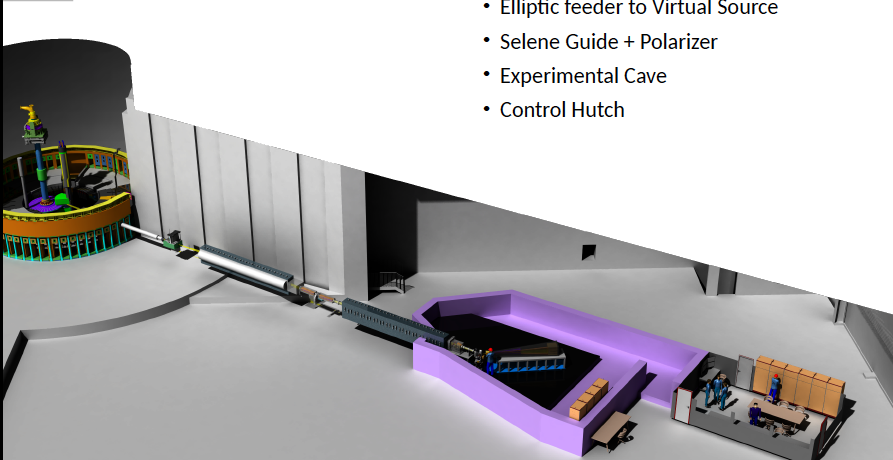 • Elliptic feeder to Virtual Source
• Selene Guide + Polarizer
• Experimental Cave
• Control Hutch